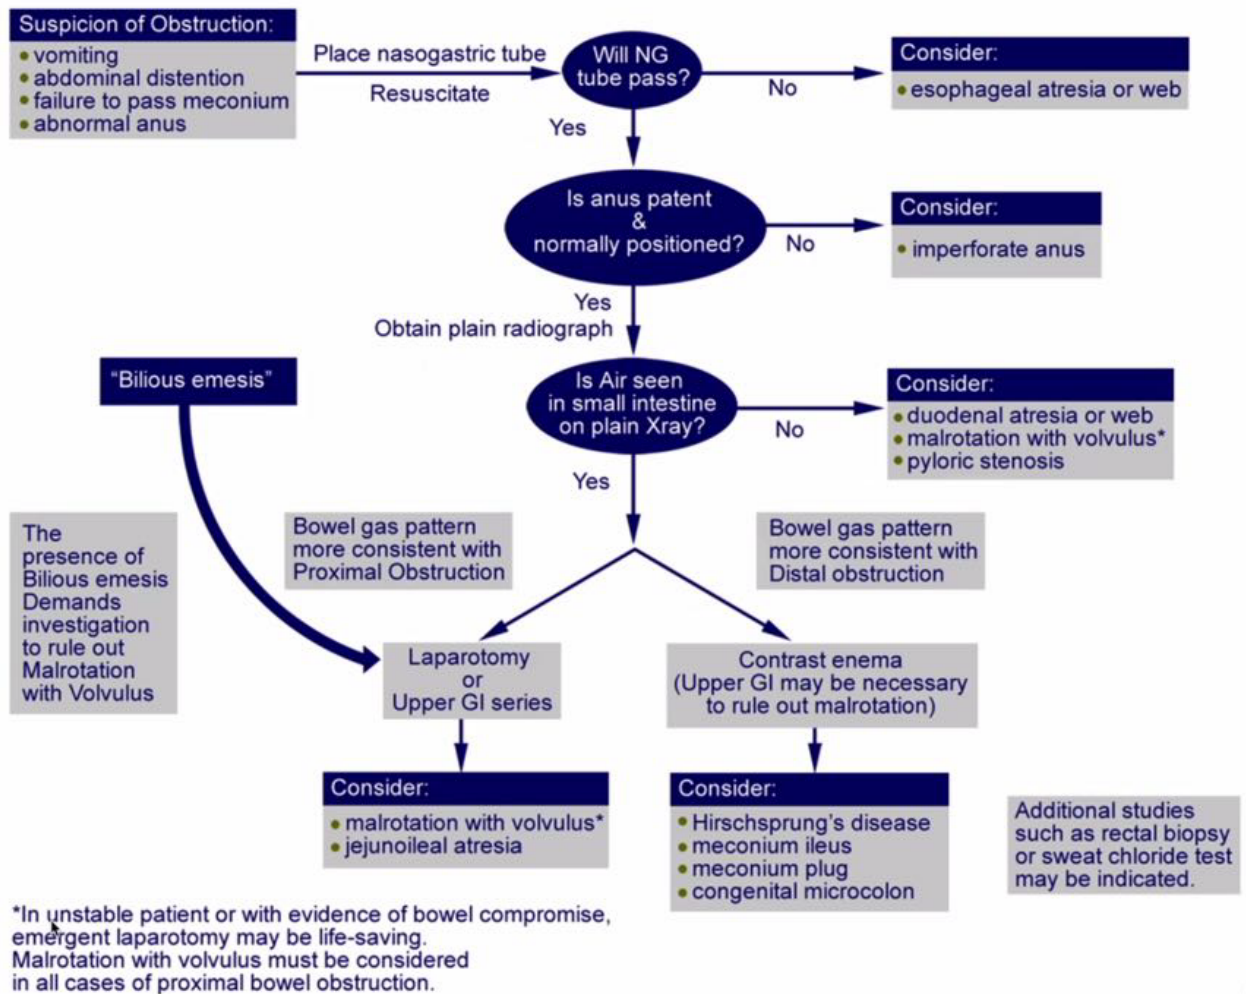 Suspicion of Obstruction:
• vomiting
• abdominal distention
• failure to pass meconium
• abnormal anus
Place nasogastric tube
Resuscitate
Will NG
tube pass?
No
Consider:
• esophageal atresia or web
Yes
Is anus patent
&
normally positioned?
No
Consider:
• imperforate anus
Yes
Obtain plain radiograph
"Bilious emesis"
Is Air seen
in small intestine
on plain Xray?
No
Consider:
• duodenal atresia or web
• malrotation with volvulus*
• pyloric stenosis
Yes
The
presence of
Bilious emesis
Demands
investigation
to rule out
Malrotation
with Volvulus
Bowel gas pattern
more consistent with
Proximal Obstruction
Bowel gas pattern
more consistent with
Distal obstruction
Laparotomy
or
Upper GI series
Contrast enema
(Upper GI may be necessary
to rule out malrotation)
Consider:
• malrotation with volvulus*
• jejunoileal atresia
Consider:
• Hirschsprung's disease
• meconium ileus
• meconium plug
• congenital microcolon
Additional studies
such as rectal biopsy
or sweat chloride test
may be indicated.
*In unstable patient or with evidence of bowel compromise,
emergent laparotomy may be life-saving.
Malrotation with volvulus must be considered
in all cases of proximal bowel obstruction.